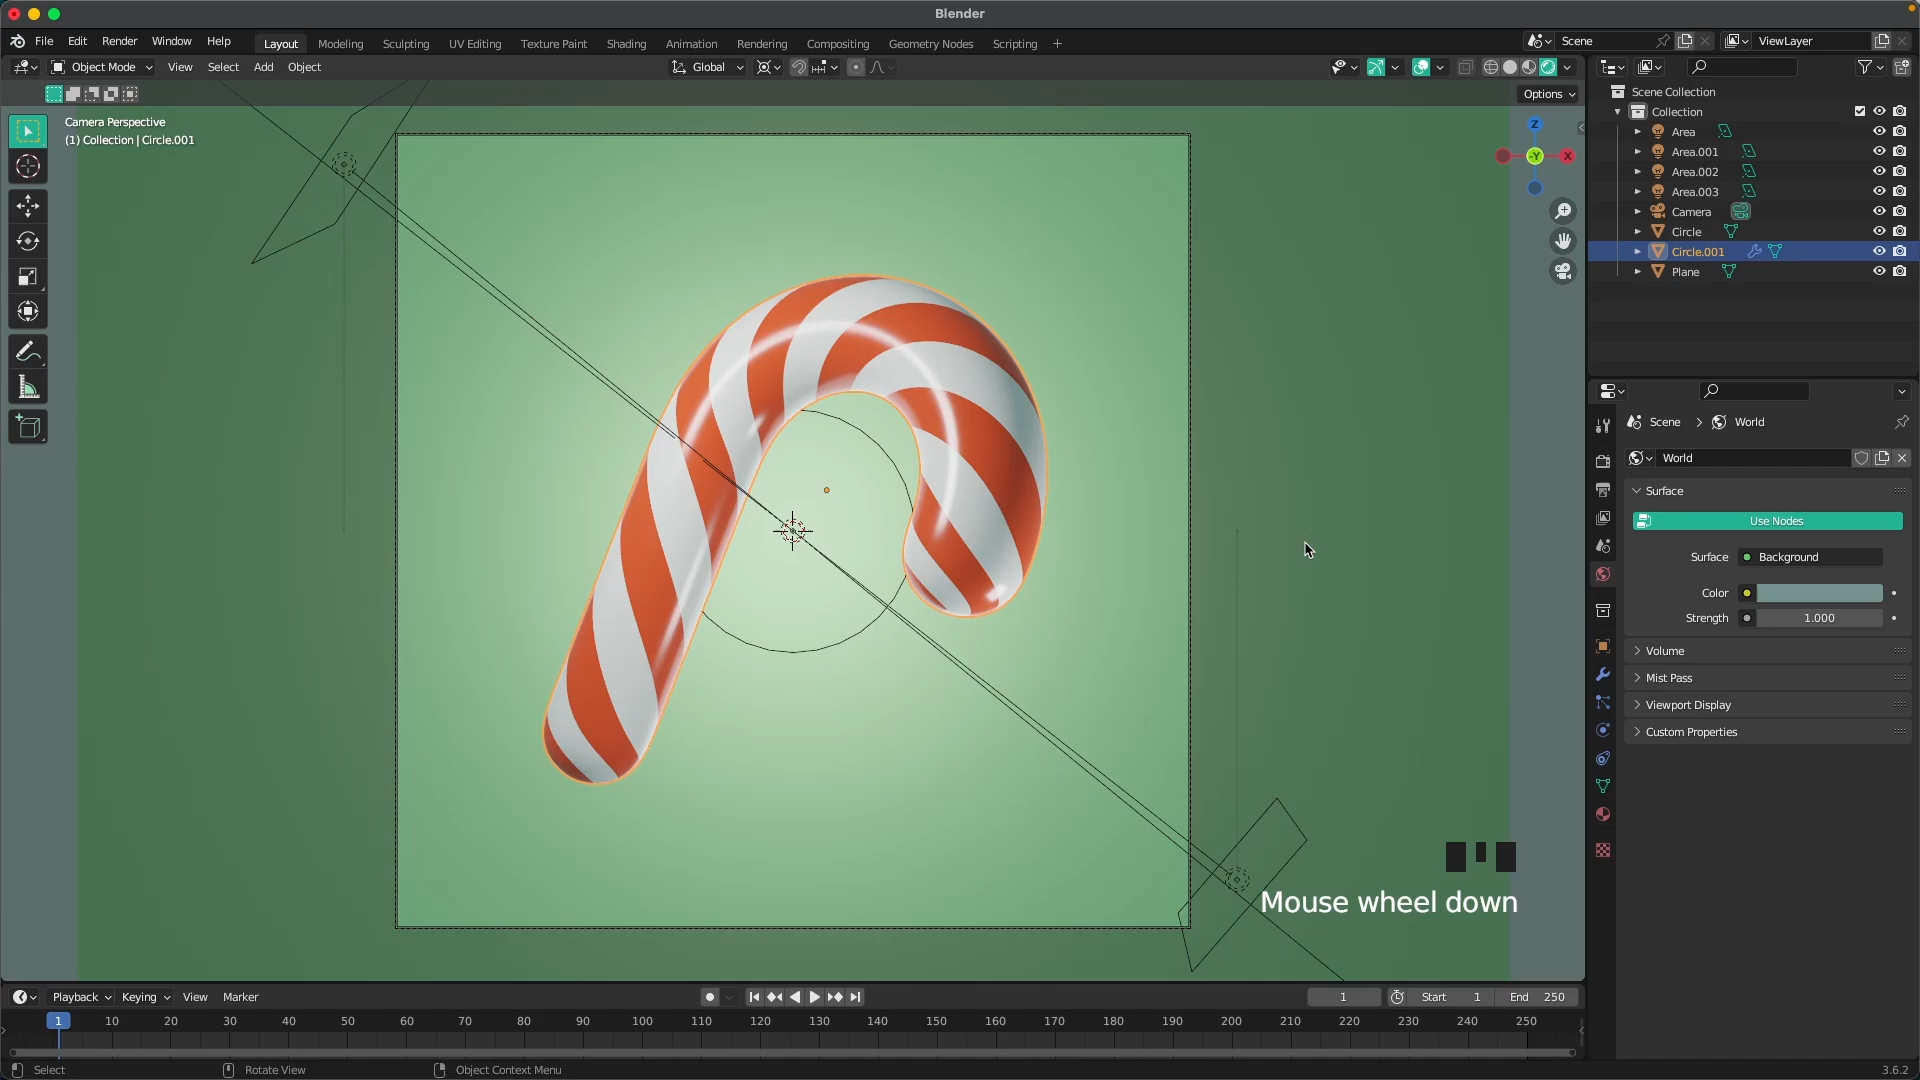 Blender
File Edit Render Window Help
Layout Modeling Sculpting UV Editing Texture Paint Shading Animation Rendering Compositing Geometry Nodes Scripting +
Scene
ViewLayer
Object Mode View Select Add Object
Global
Options
Camera Perspective
(1) Collection | Circle.001
Z
-Y
X
Scene Collection
Collection
Area
Area.001
Area.002
Area.003
Camera
Circle
Circle.001
Plane
Scene > World
World
Surface
Use Nodes
Surface Background
Color
Strength 1.000
Volume
Mist Pass
Viewport Display
Custom Properties
Mouse wheel down
Playback Keying View Marker
1
Start 1
End 250
1 10 20 30 40 50 60 70 80 90 100 110 120 130 140 150 160 170 180 190 200 210 220 230 240 250
Select
Rotate View
Object Context Menu
3.6.2